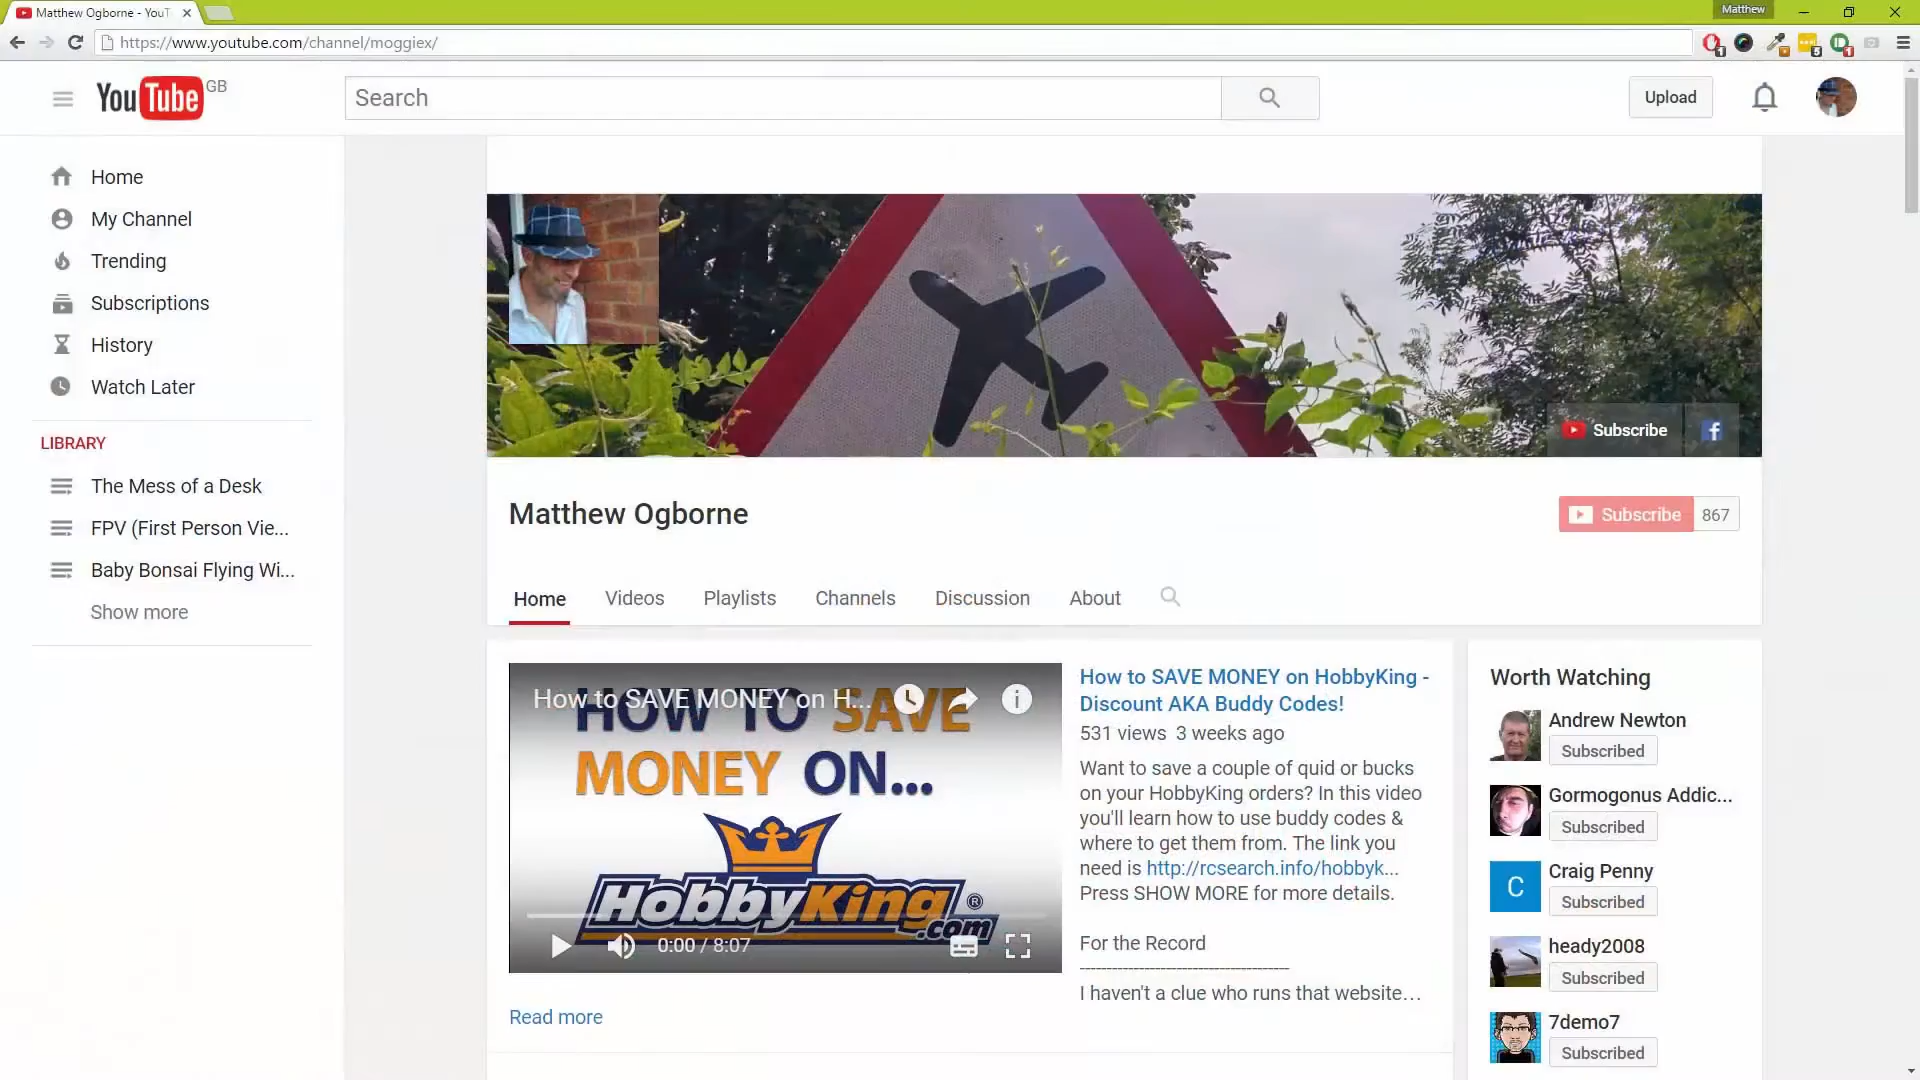 Matthew Ogborne - YouT
Matthew
https://www.youtube.com/channel/moggiex/
YouTube GB
Search
Upload
Home
My Channel
Trending
Subscriptions
History
Watch Later
LIBRARY
The Mess of a Desk
FPV (First Person Vie...
Baby Bonsai Flying Wi...
Show more
Subscribe
Matthew Ogborne
Subscribe 867
Home Videos Playlists Channels Discussion About
How to SAVE MONEY on H...
HOW TO SAVE
MONEY ON...
HobbyKing®
.com
0:00 / 8:07
Read more
How to SAVE MONEY on HobbyKing -
Discount AKA Buddy Codes!
531 views 3 weeks ago
Want to save a couple of quid or bucks
on your HobbyKing orders? In this video
you'll learn how to use buddy codes &
where to get them from. The link you
need is http://rcsearch.info/hobbyk...
Press SHOW MORE for more details.
For the Record
----------------------------------------
I haven't a clue who runs that website...
Worth Watching
Andrew Newton
Subscribed
Gormogonus Addic...
Subscribed
C
Craig Penny
Subscribed
heady2008
Subscribed
7demo7
Subscribed